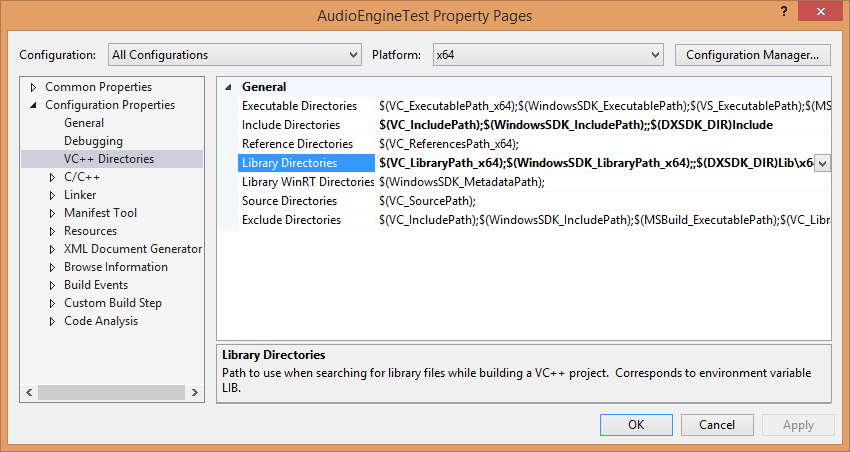 AudioEngineTest Property Pages
Configuration: All Configurations Platform: x64 Configuration Manager...
Common Properties
Configuration Properties
General
Debugging
VC++ Directories
C/C++
Linker
Manifest Tool
Resources
XML Document Generator
Browse Information
Build Events
Custom Build Step
Code Analysis
General
Executable Directories $(VC_ExecutablePath_x64);$(WindowsSDK_ExecutablePath);$(VS_ExecutablePath);$(MS
Include Directories $(VC_IncludePath);$(WindowsSDK_IncludePath);;$(DXSDK_DIR)Include
Reference Directories $(VC_ReferencesPath_x64);
Library Directories $(VC_LibraryPath_x64);$(WindowsSDK_LibraryPath_x64);;$(DXSDK_DIR)Lib\x6
Library WinRT Directories $(WindowsSDK_MetadataPath);
Source Directories $(VC_SourcePath);
Exclude Directories $(VC_IncludePath);$(WindowsSDK_IncludePath);$(MSBuild_ExecutablePath);$(VC_Libra
Library Directories
Path to use when searching for library files while building a VC++ project. Corresponds to environment variable
LIB.
OK Cancel Apply